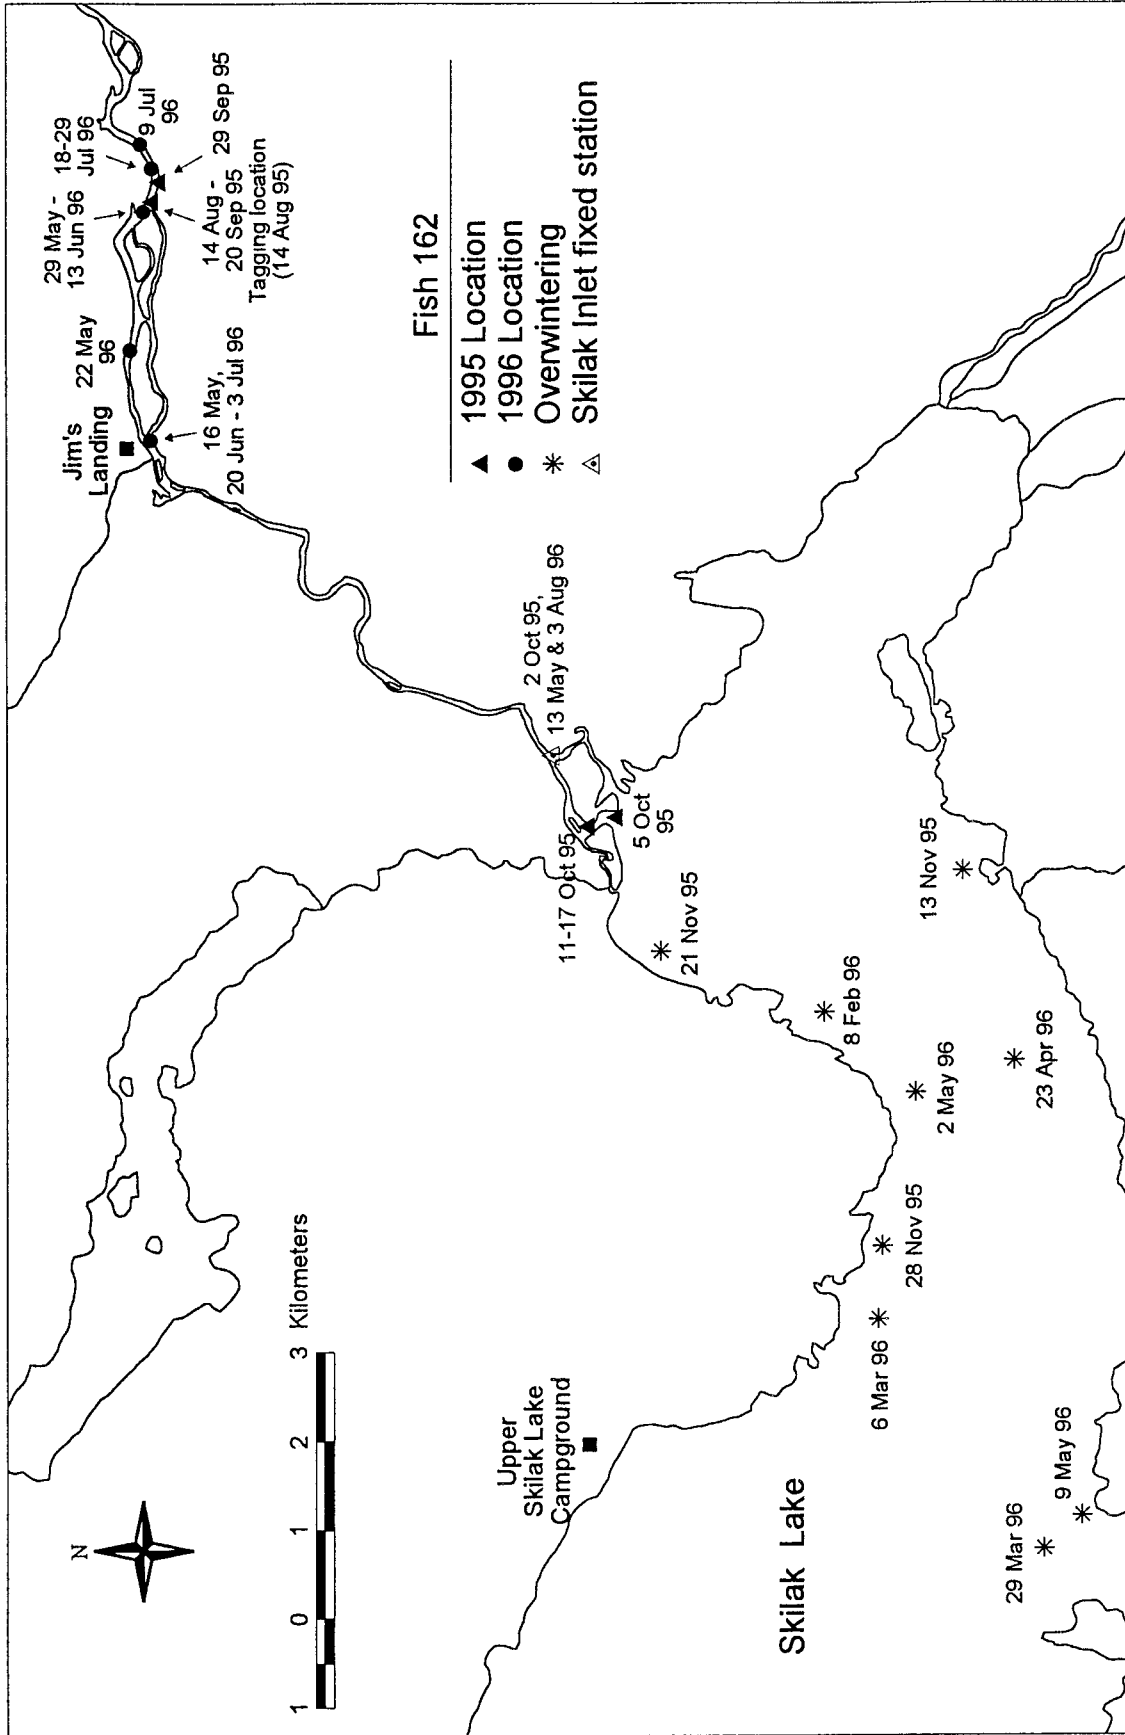 N
1 0 1 2 3 Kilometers
Jim's
Landing
22 May
96
29 May -
13 Jun 96
18-29
Jul 96
9 Jul
96
29 Sep 95
14 Aug -
20 Sep 95
Tagging location
(14 Aug 95)
16 May,
20 Jun - 3 Jul 96
Fish 162
1995 Location
1996 Location
Overwintering
Skilak Inlet fixed station
2 Oct 95,
13 May & 3 Aug 96
11-17 Oct 95
5 Oct
95
21 Nov 95
8 Feb 96
13 Nov 95
2 May 96
23 Apr 96
28 Nov 95
6 Mar 96
Upper
Skilak Lake
Campground
Skilak Lake
29 Mar 96
9 May 96